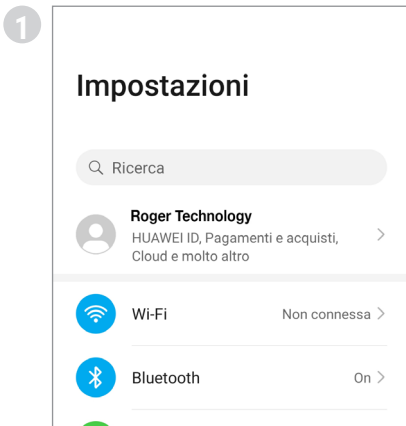 1
Impostazioni
Ricerca
Roger Technology
HUAWEI ID, Pagamenti e acquisti,
Cloud e molto altro
Wi-Fi Non connessa
Bluetooth On